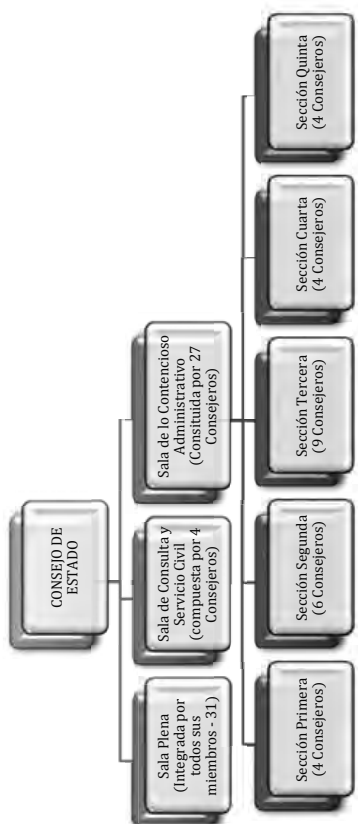 CONSEJO DE
ESTADO
Sala Plena
(Integrada por
todos sus
miembros - 31)
Sala de Consulta y
Servicio Civil
(compuesta por 4
Consejeros)
Sala de lo Contencioso
Administrativo
(Consituida por 27
Consejeros)
Sección Primera
(4 Consejeros)
Sección Segunda
(6 Consejeros)
Sección Tercera
(9 Consejeros)
Sección Cuarta
(4 Consejeros)
Sección Quinta
(4 Consejeros)